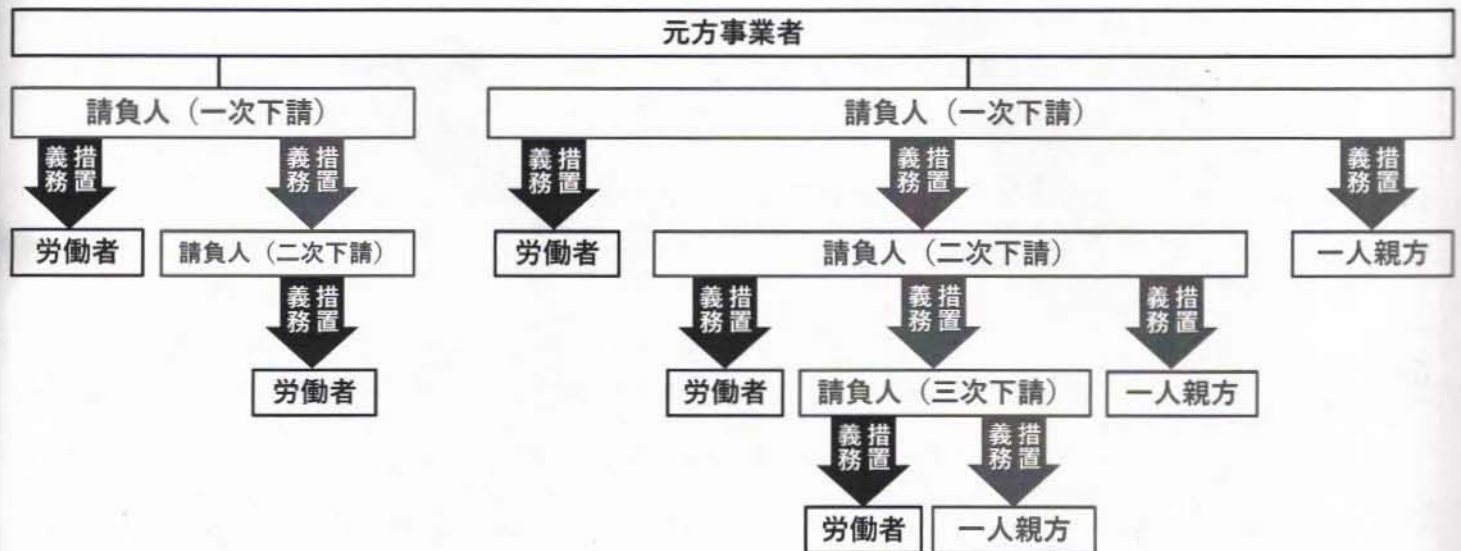 元方事業者
請負人（一次下請） 請負人（一次下請）
措置義務 措置義務 措置義務 措置義務 措置義務
労働者 請負人（二次下請） 労働者 請負人（二次下請） 一人親方
措置義務 措置義務 措置義務 措置義務
労働者 労働者 請負人（三次下請） 一人親方
措置義務 措置義務
労働者 一人親方